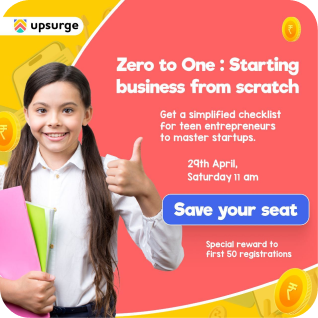 upsurge
Zero to One : Starting
business from scratch
Get a simplified checklist
for teen entrepreneurs
to master startups.
29th April,
Saturday 11 am
Save your seat
Special reward to
first 50 registrations
₹
₹
₹